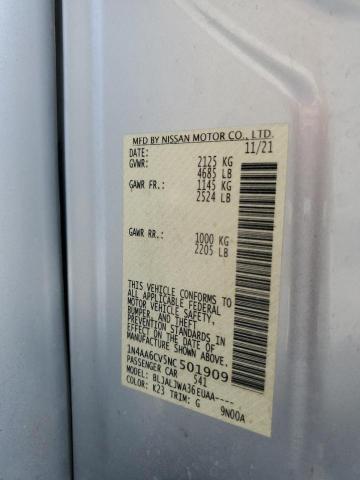 MFD BY NISSAN MOTOR CO., LTD.
DATE: 11/21
GVWR: 2125 KG
4685 LB
GAWR FR.: 1145 KG
2524 LB
GAWR RR.: 1000 KG
2205 LB
THIS VEHICLE CONFORMS TO
ALL APPLICABLE FEDERAL
MOTOR VEHICLE SAFETY,
BUMPER, AND THEFT
PREVENTION STANDARDS
IN EFFECT ON THE DATE OF
MANUFACTURE SHOWN ABOVE.
1N4AA6CV5NC501909
PASSENGER CAR S41
MODEL: BLJALJWA36EUAA----
COLOR: K23 TRIM: G 9N00A